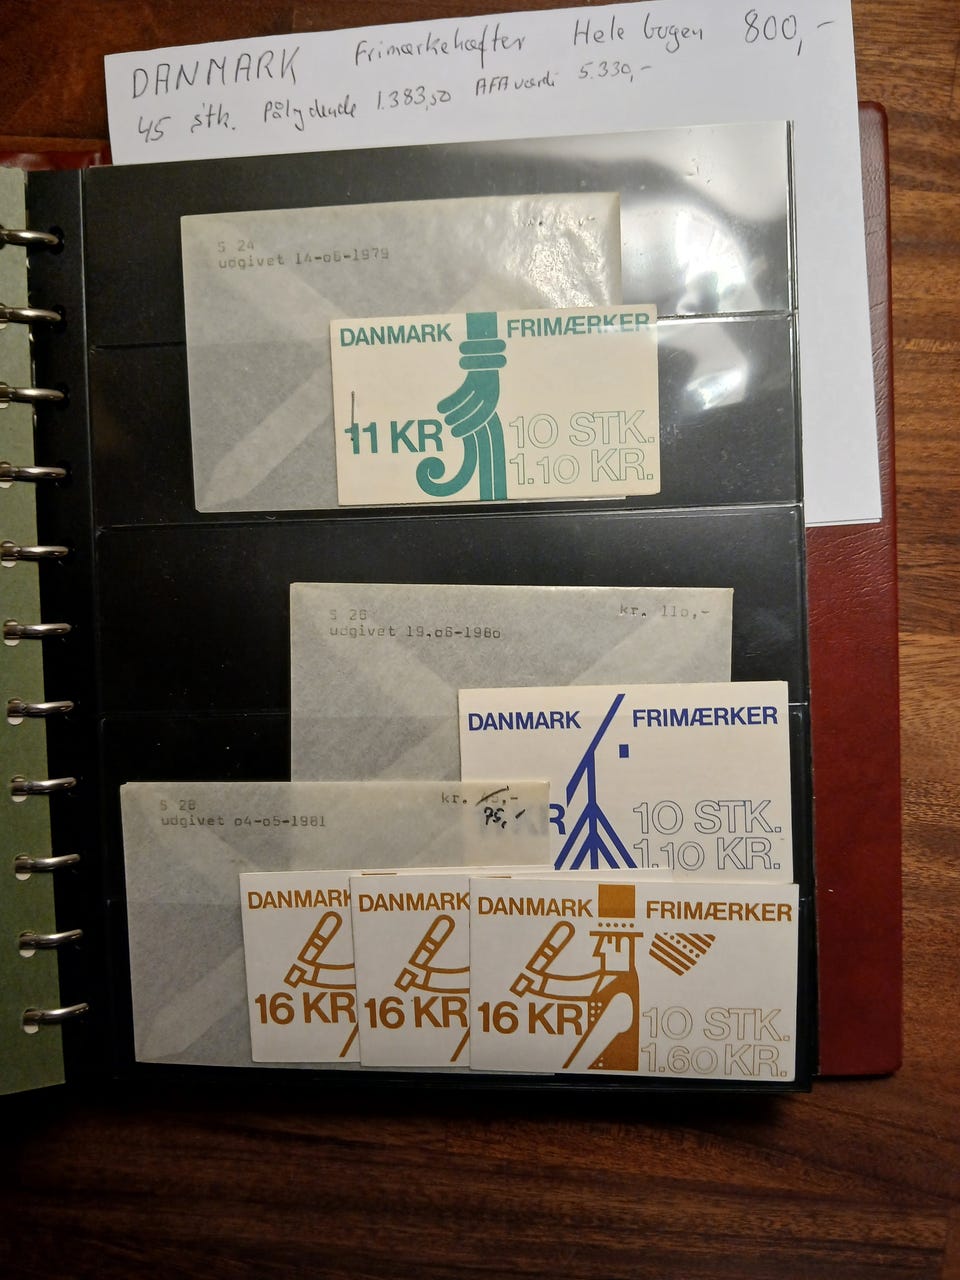 DANMARK Frimærkehæfter Hele bogen 800,-
45 stk. Pålydende 1.383,50 AFA værdi 5.330,-
S 24
udgivet 14-06-1979
DANMARK FRIMÆRKER
11 KR 10 STK.
1.10 KR.
S 26 kr. 110,-
udgivet 19.06-1980
DANMARK FRIMÆRKER
KR 10 STK.
1.10 KR.
S 28 kr.
75,-
udgivet 04-05-1981
DANMARK DANMARK DANMARK FRIMÆRKER
16 KR 16 KR 16 KR 10 STK.
1.60 KR.